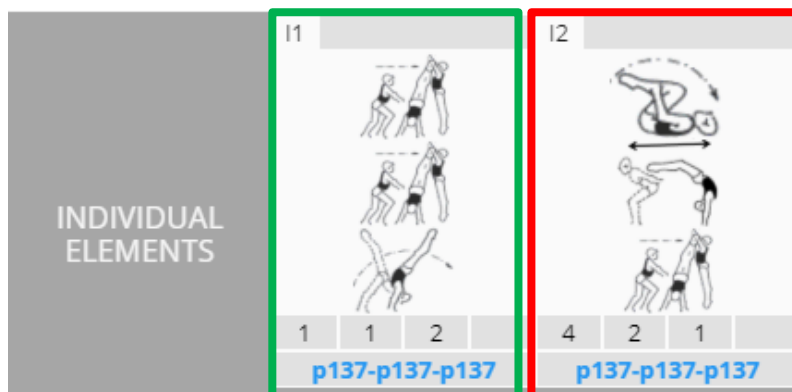 I1
I2
INDIVIDUAL
ELEMENTS
1 1 2
4 2 1
p137-p137-p137
p137-p137-p137